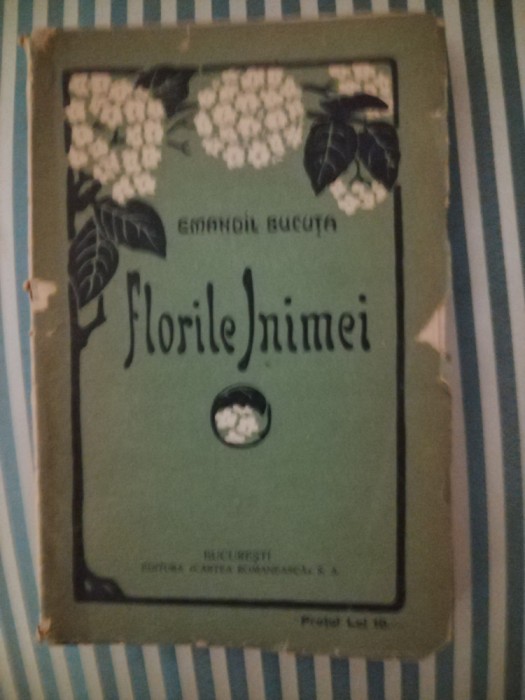 EMANOIL BUCUȚA
Florile Inimei
BUCUREȘTI
EDITURA „CARTEA ROMÂNEASCĂ„ S. A.
Prețul Lei 10.